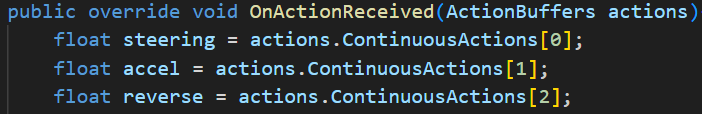 public override void OnActionReceived(ActionBuffers actions)
float steering = actions.ContinuousActions[0];
float accel = actions.ContinuousActions[1];
float reverse = actions.ContinuousActions[2];